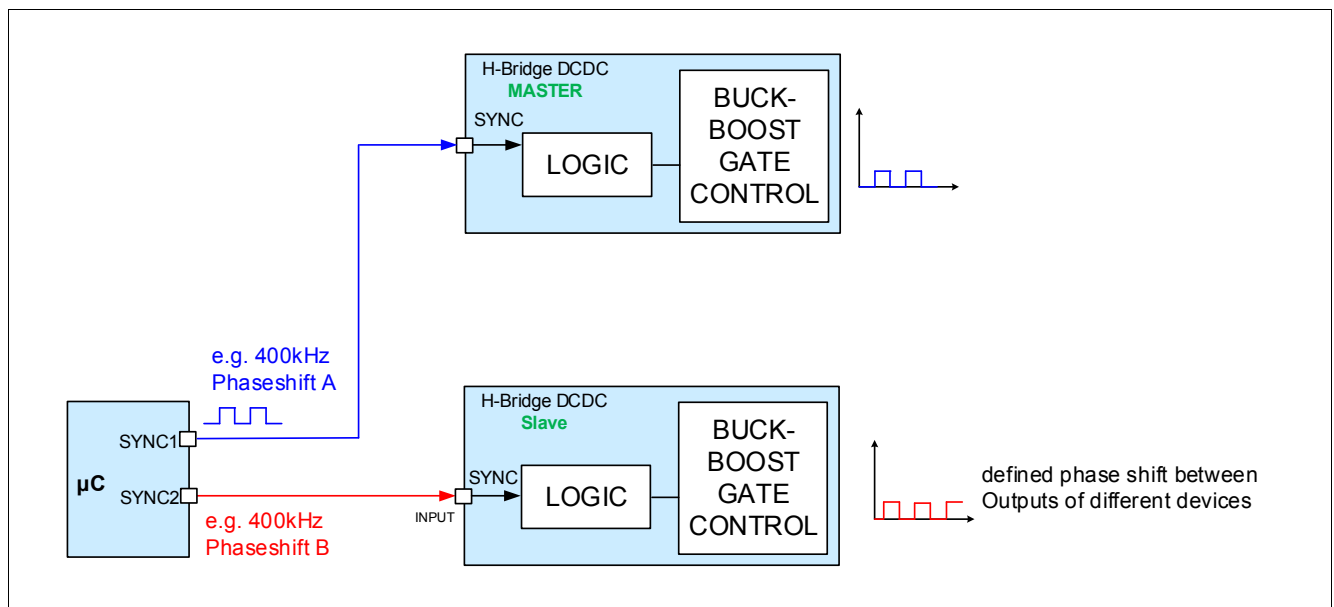 H-Bridge DCDC
MASTER
SYNC
LOGIC
BUCK-
BOOST
GATE
CONTROL
e.g. 400kHz
Phaseshift A
µC
SYNC1
SYNC2
e.g. 400kHz
Phaseshift B
H-Bridge DCDC
Slave
SYNC
INPUT
LOGIC
BUCK-
BOOST
GATE
CONTROL
defined phase shift between
Outputs of different devices